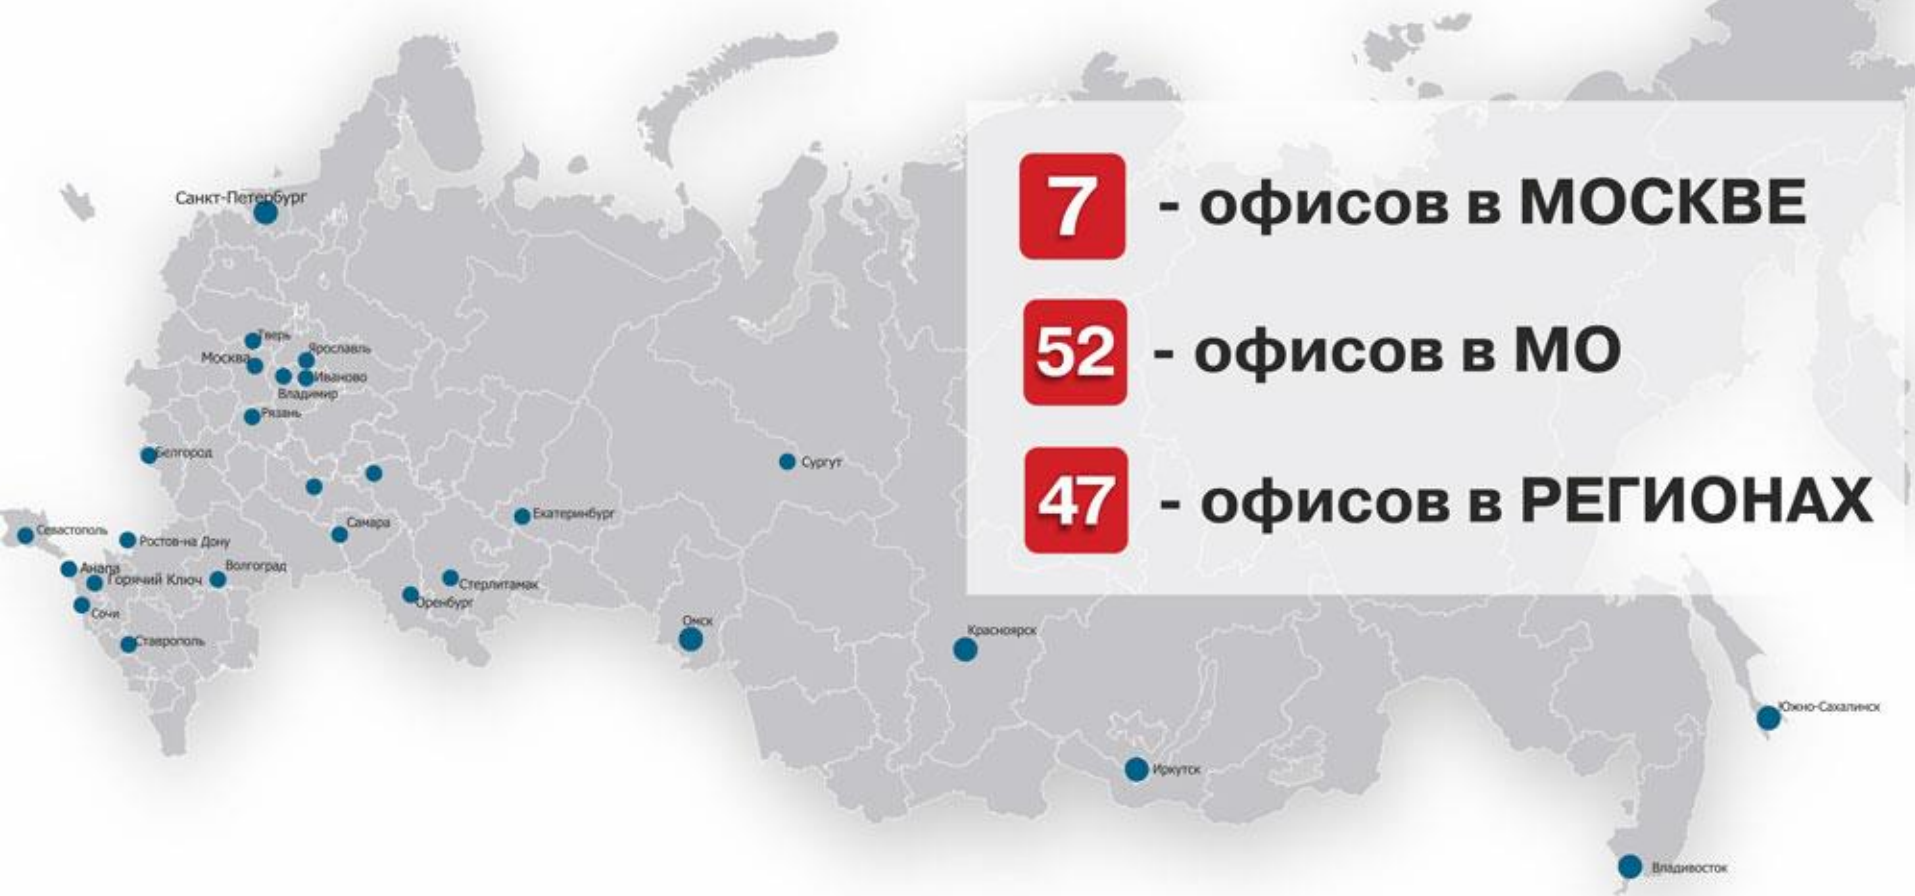 Санкт-Петербург
7 - офисов в МОСКВЕ
52 - офисов в МО
47 - офисов в РЕГИОНАХ
Тверь
Ярославль
Москва
Иваново
Владимир
Рязань
Белгород
Сургут
Екатеринбург
Самара
Севастополь
Ростов-на Дону
Анапа
Волгоград
Горячий Ключ
Стерлитамак
Оренбург
Сочи
Омск
Красноярск
Ставрополь
Южно-Сахалинск
Иркутск
Владивосток